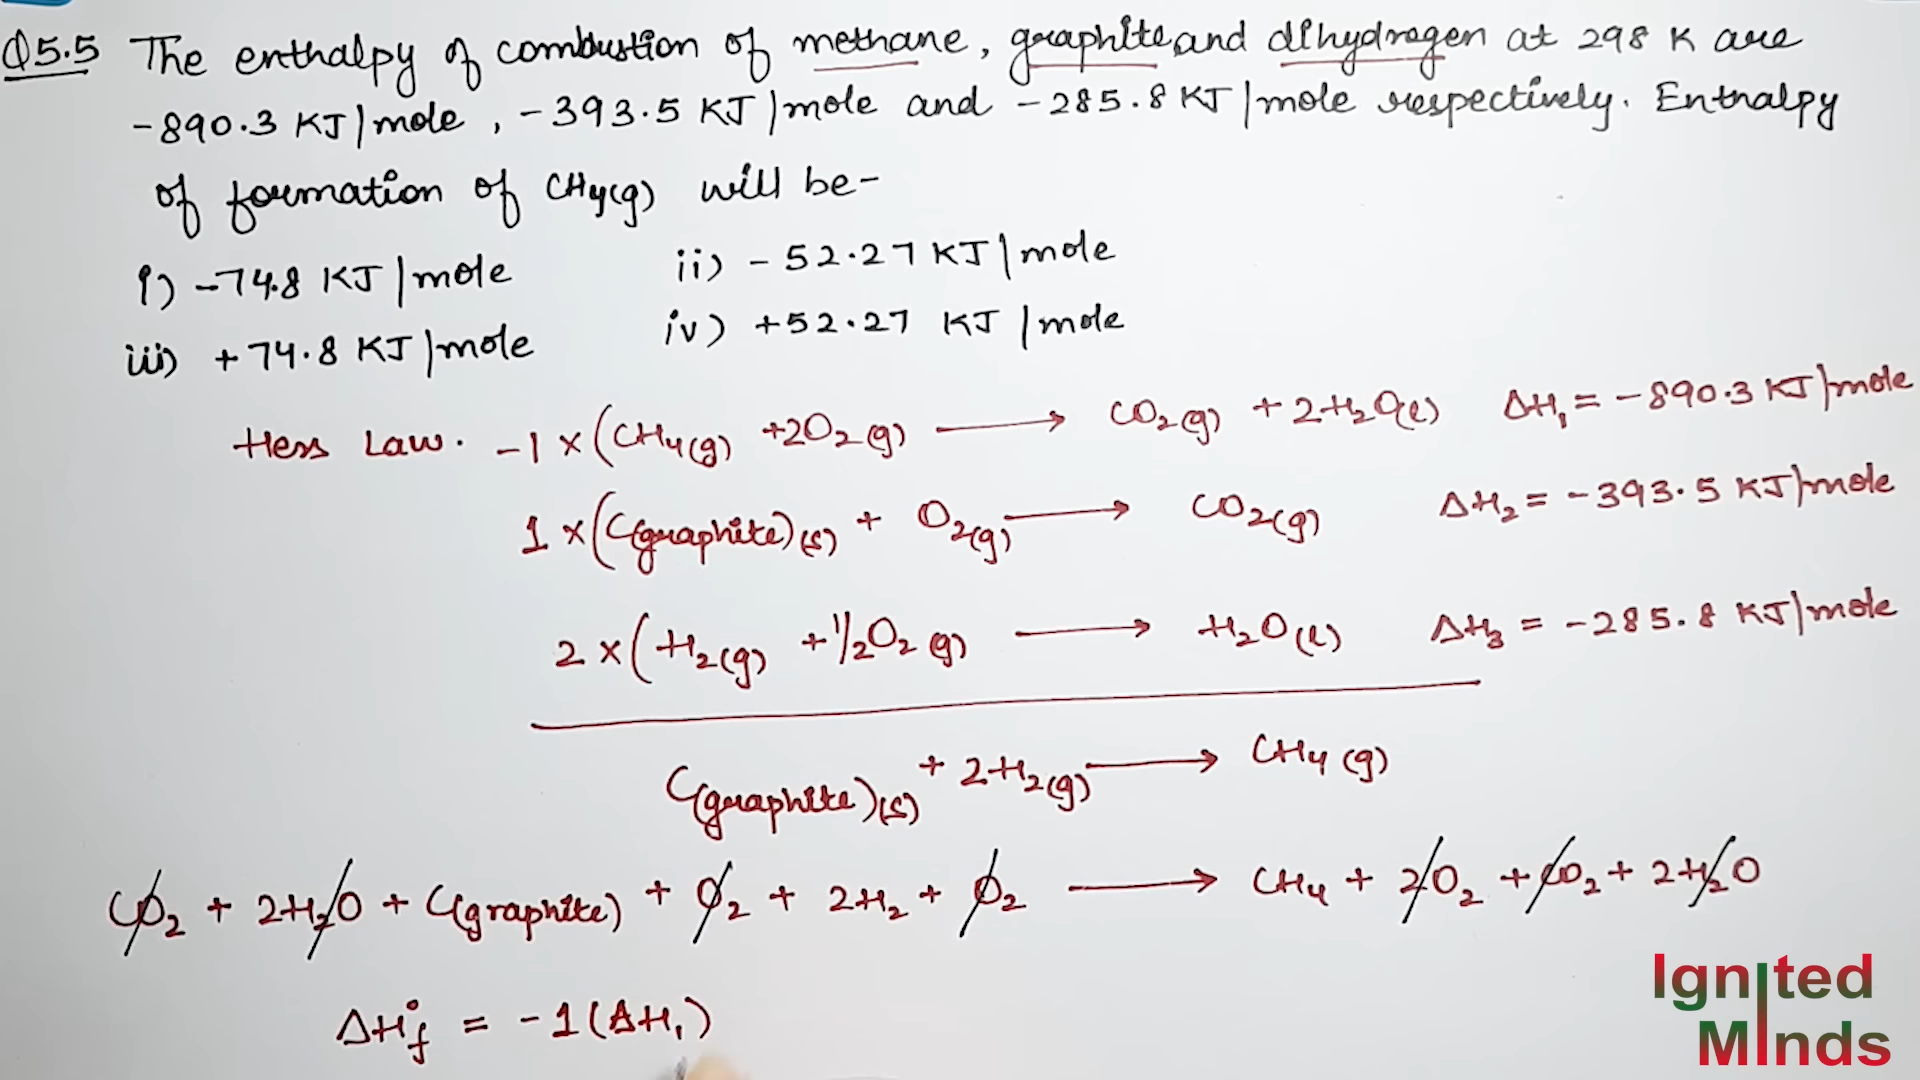 Q5.5 The enthalpy of combustion of methane, graphite and dihydrogen at 298 K are
-890.3 KJ/mole, -393.5 KJ/mole and -285.8 KJ/mole respectively. Enthalpy
of formation of CH4(g) will be-
i) -74.8 KJ/mole ii) -52.27 KJ/mole
iii) +74.8 KJ/mole iv) +52.27 KJ/mole
Hess Law. -1 × (CH4(g) +2O2(g) ⟶ CO2(g) + 2H2O(l) ΔH1 = -890.3 KJ/mole
1 × (C(graphite)(s) + O2(g) ⟶ CO2(g) ΔH2 = -393.5 KJ/mole
2 × (H2(g) + 1/2O2(g) ⟶ H2O(l) ΔH3 = -285.8 KJ/mole
C(graphite)(s) + 2H2(g) ⟶ CH4(g)
CO2 + 2H2O + C(graphite) + O2 + 2H2 + O2 ⟶ CH4 + 2O2 + CO2 + 2H2O
ΔH°f = -1(ΔH1)
Ignited
Minds